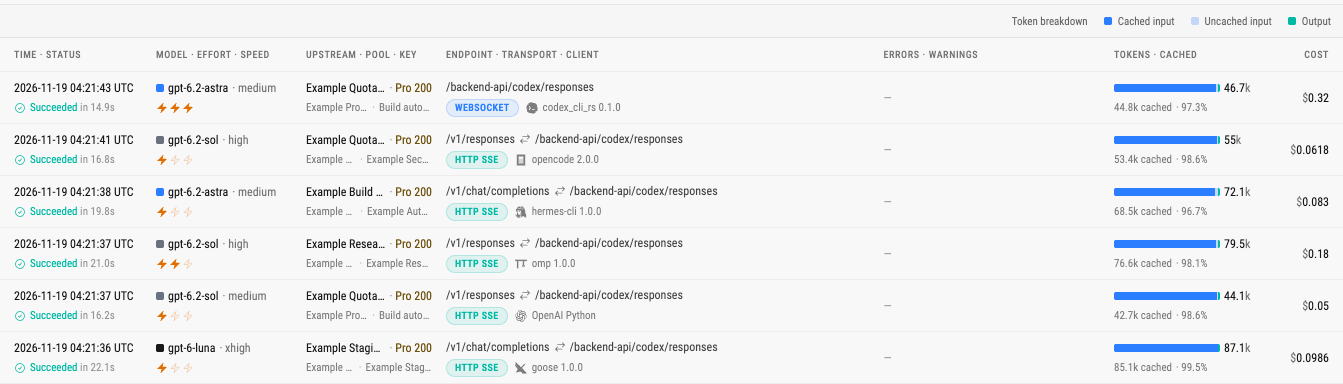 Token breakdown Cached input Uncached input Output
TIME · STATUS MODEL · EFFORT · SPEED UPSTREAM · POOL · KEY ENDPOINT · TRANSPORT · CLIENT ERRORS · WARNINGS TOKENS · CACHED COST
2026-11-19 04:21:43 UTC gpt-6.2-astra · medium Example Quota... · Pro 200 /backend-api/codex/responses — 46.7k $0.32
Succeeded in 14.9s Example Pro... · Build auto... WEBSOCKET codex_cli_rs 0.1.0 44.8k cached · 97.3%
2026-11-19 04:21:41 UTC gpt-6.2-sol · high Example Quota... · Pro 200 /v1/responses ⇄ /backend-api/codex/responses — 55k $0.0618
Succeeded in 16.8s Example ... · Example Sec... HTTP SSE opencode 2.0.0 53.4k cached · 98.6%
2026-11-19 04:21:38 UTC gpt-6.2-astra · medium Example Build ... · Pro 200 /v1/chat/completions ⇄ /backend-api/codex/responses — 72.1k $0.083
Succeeded in 19.8s Example ... · Example Aut... HTTP SSE hermes-cli 1.0.0 68.5k cached · 96.7%
2026-11-19 04:21:37 UTC gpt-6.2-sol · high Example Resea... · Pro 200 /v1/responses ⇄ /backend-api/codex/responses — 79.5k $0.18
Succeeded in 21.0s Example ... · Example Res... HTTP SSE omp 1.0.0 76.6k cached · 98.1%
2026-11-19 04:21:37 UTC gpt-6.2-sol · medium Example Quota... · Pro 200 /v1/responses ⇄ /backend-api/codex/responses — 44.1k $0.05
Succeeded in 16.2s Example Pro... · Build auto... HTTP SSE OpenAI Python 42.7k cached · 98.6%
2026-11-19 04:21:36 UTC gpt-6-luna · xhigh Example Stagi... · Pro 200 /v1/chat/completions ⇄ /backend-api/codex/responses — 87.1k $0.0986
Succeeded in 22.1s Example ... · Example Stag... HTTP SSE goose 1.0.0 85.1k cached · 99.5%